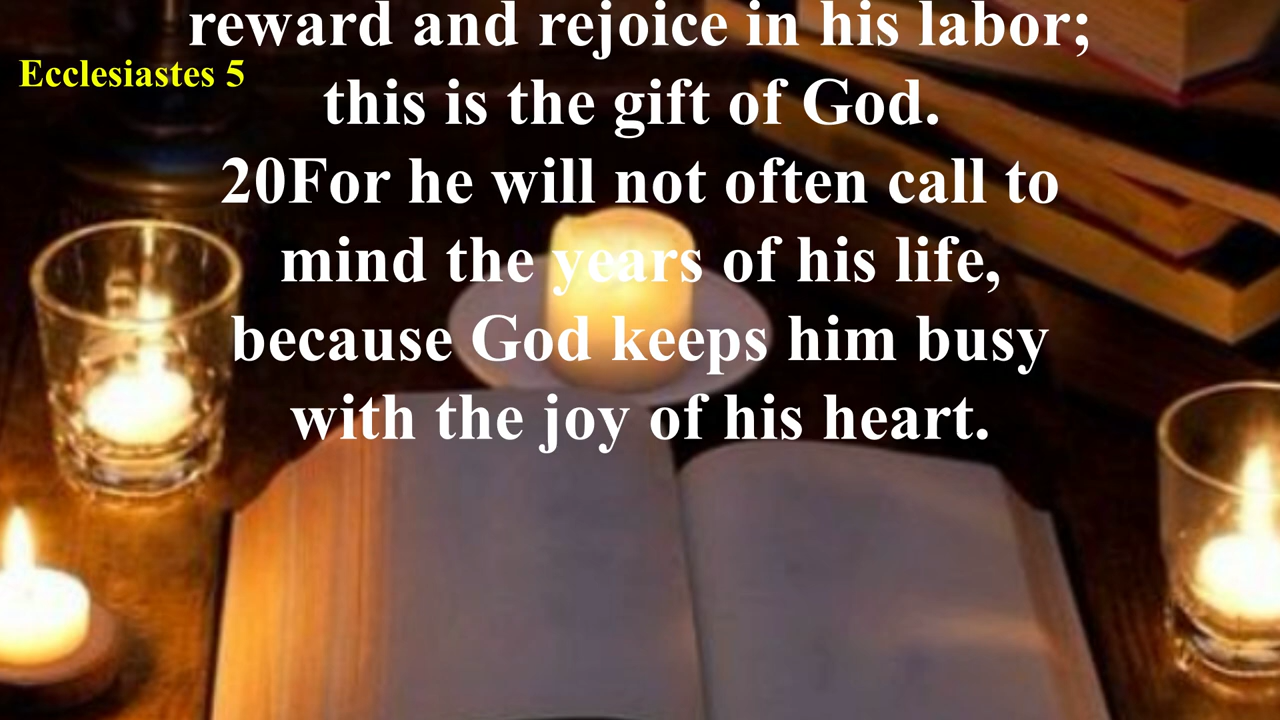 reward and rejoice in his labor;
Ecclesiastes 5
this is the gift of God.
20For he will not often call to
mind the years of his life,
because God keeps him busy
with the joy of his heart.